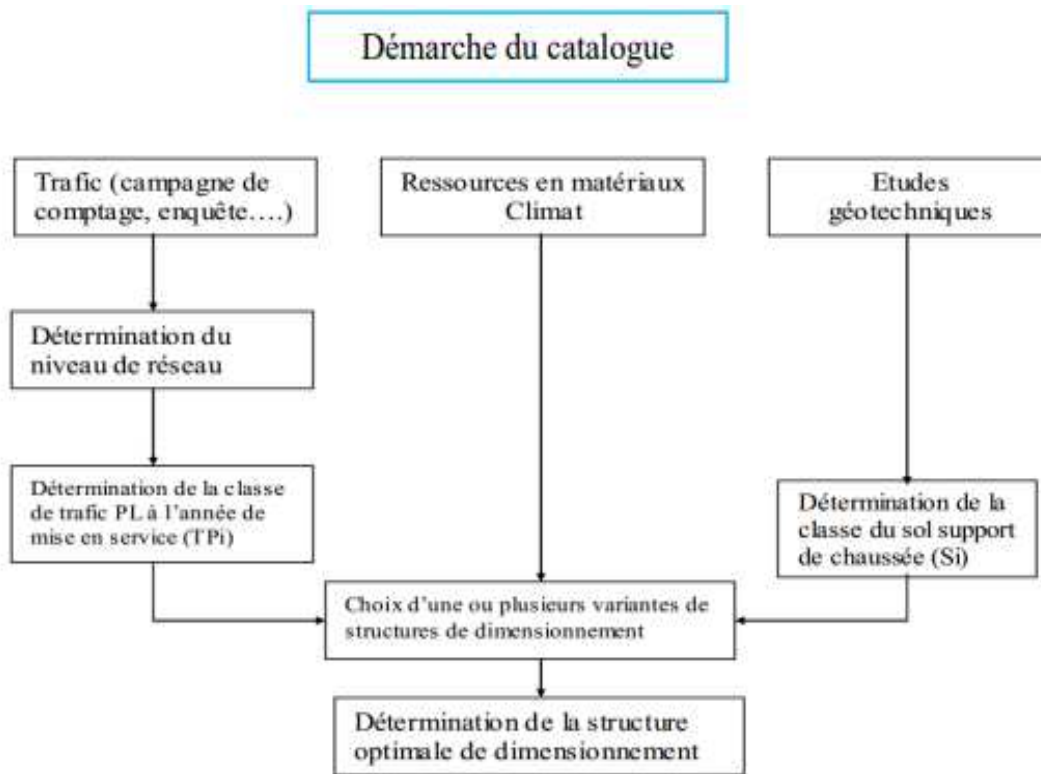 Démarche du catalogue
Trafic (campagne de
comptage, enquête….)
Ressources en matériaux
Climat
Etudes
géotechniques
Détermination du
niveau de réseau
Détermination de la classe
de trafic PL à l’année de
mise en service (TPi)
Détermination de la
classe du sol support
de chaussée (Si)
Choix d’une ou plusieurs variantes de
structures de dimensionnement
Détermination de la structure
optimale de dimensionnement